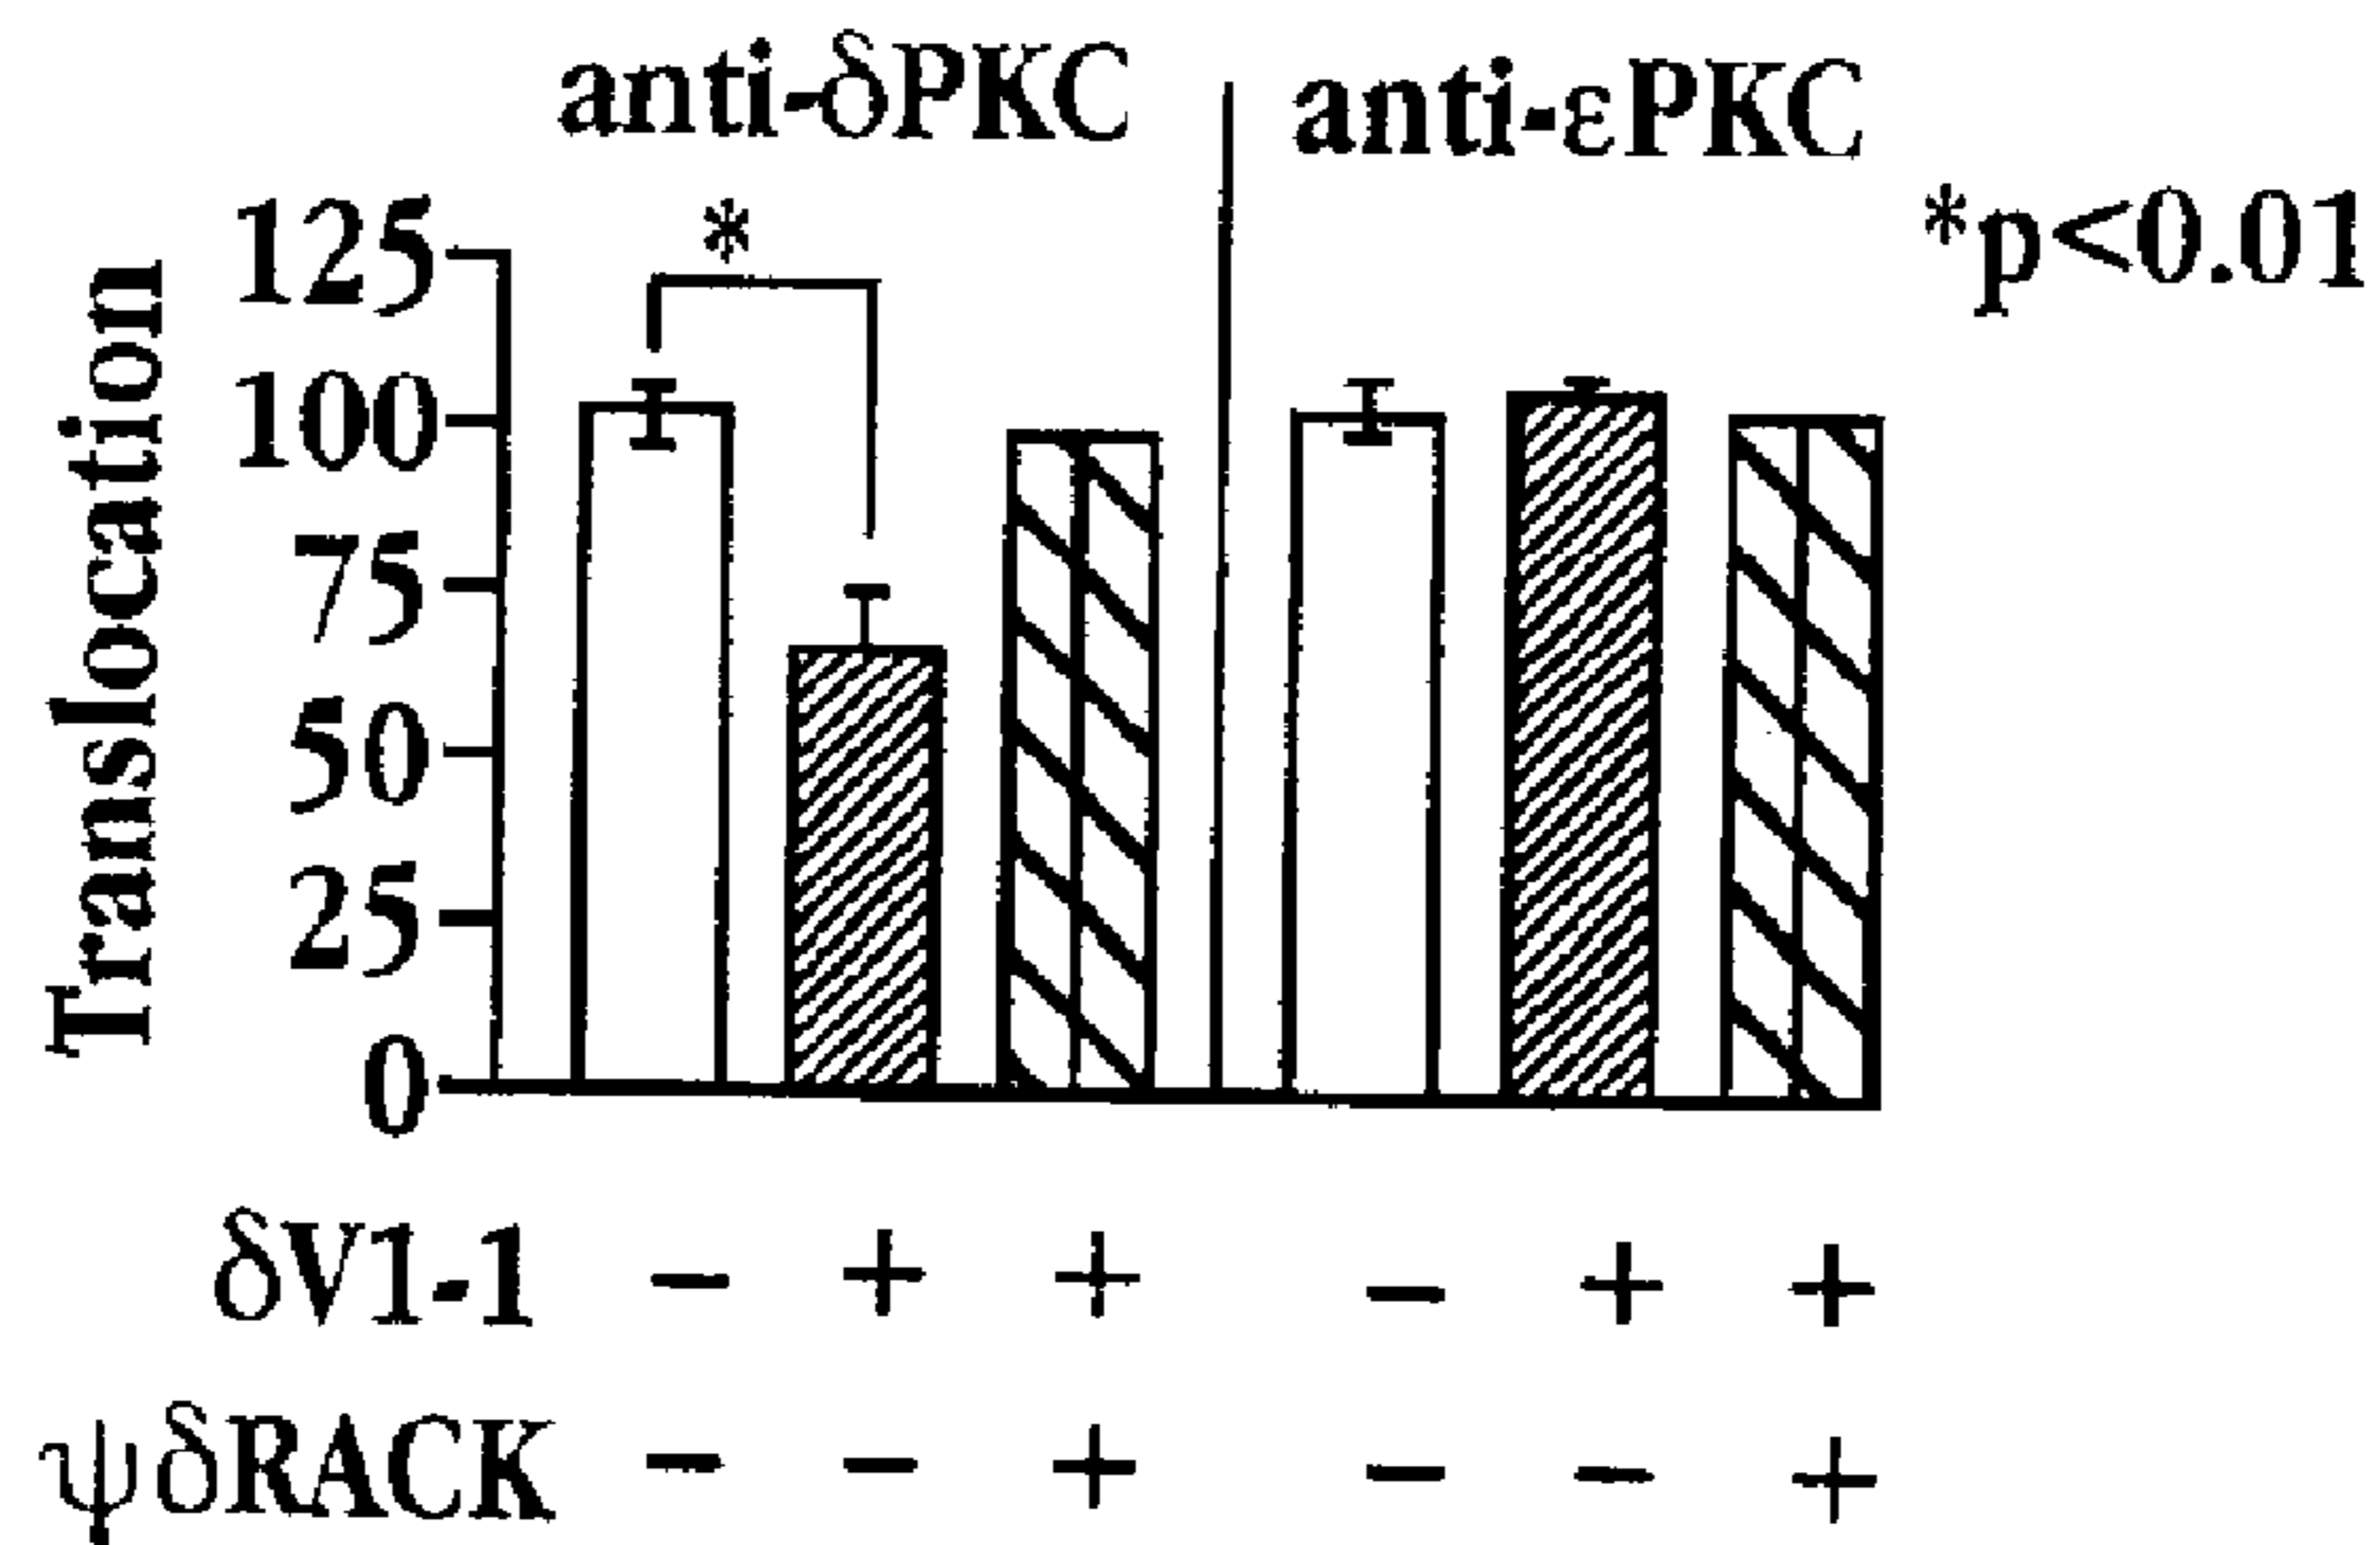 anti-δPKC anti-εPKC
*
*p<0.01
Translocation
125
100
75
50
25
0
δV1-1 − + + − + +
ψδRACK − − + − − +